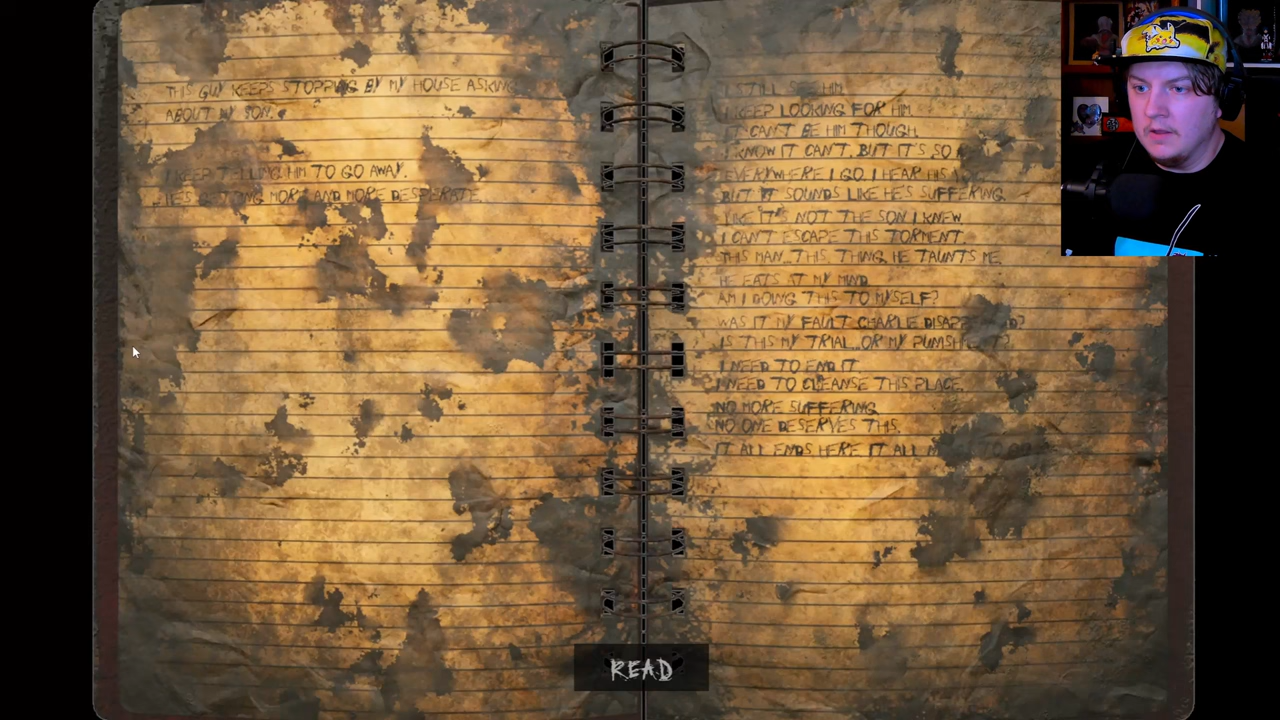 THIS GUY KEEPS STOPPING BY MY HOUSE ASKING
ABOUT MY SON.
I KEEP TELLING HIM TO GO AWAY.
HE'S GETTING MORE AND MORE DESPERATE.
I STILL SEE HIM
I KEEP LOOKING FOR HIM
IT CAN'T BE HIM THOUGH.
I KNOW IT CAN'T. BUT IT'S SO
EVERYWHERE I GO. I HEAR HIS
BUT IT SOUNDS LIKE HE'S SUFFERING.
LIKE IT'S NOT THE SON I KNEW
I CAN'T ESCAPE THIS TORMENT.
THIS MAN...THIS, THING, HE TAUNTS ME.
HE EATS AT MY MIND
AM I DOING THIS TO MYSELF?
WAS IT MY FAULT CHARLIE DISAPPEARED?
IS THIS MY TRIAL...OR MY PUNISHMENT?
I NEED TO END IT.
I NEED TO CLEANSE THIS PLACE.
NO MORE SUFFERING.
NO ONE DESERVES THIS.
IT ALL ENDS HERE IT ALL
READ